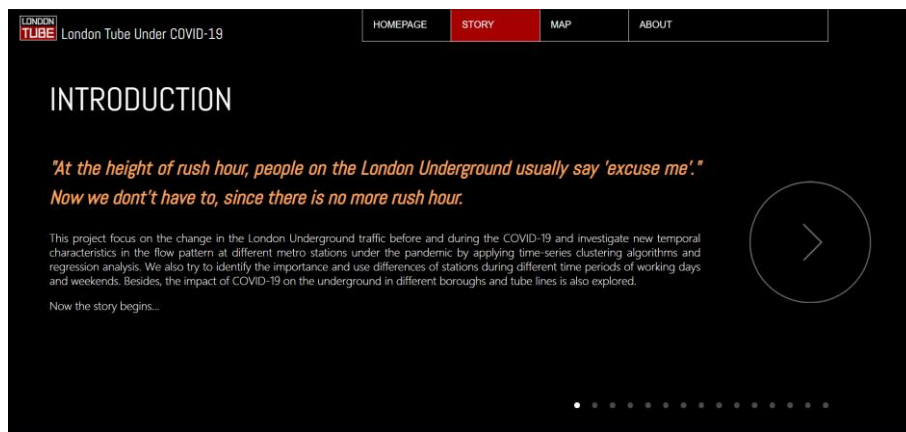 LONDON
TUBE London Tube Under COVID-19
HOMEPAGE STORY MAP ABOUT
INTRODUCTION
"At the height of rush hour, people on the London Underground usually say 'excuse me'."
Now we dont't have to, since there is no more rush hour.
This project focus on the change in the London Underground traffic before and during the COVID-19 and investigate new temporal
characteristics in the flow pattern at different metro stations under the pandemic by applying time-series clustering algorithms and
regression analysis. We also try to identify the importance and use differences of stations during different time periods of working days
and weekends. Besides, the impact of COVID-19 on the underground in different boroughs and tube lines is also explored.
Now the story begins...